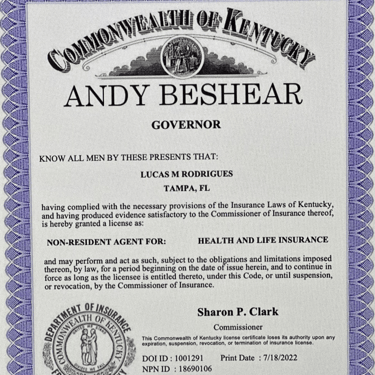 COMMONWEALTH OF KENTUCKY
ANDY BESHEAR
GOVERNOR
KNOW ALL MEN BY THESE PRESENTS THAT:
LUCAS M RODRIGUES
TAMPA, FL
having complied with the necessary provisions of the Insurance Laws of Kentucky,
and having produced evidence satisfactory to the Commissioner of Insurance thereof,
is hereby granted a license as:
NON-RESIDENT AGENT FOR: HEALTH AND LIFE INSURANCE
and may perform and act as such, subject to the obligations and limitations imposed
thereon, by law, for a period beginning on the date of issue herein, and to continue in
force as long as the licensee is entitled thereto, under this Code, or until suspension,
or revocation, by the Commissioner of Insurance.
DEPARTMENT OF INSURANCE
COMMONWEALTH OF KENTUCKY
Sharon P. Clark
Commissioner
This Commonwealth of Kentucky license certificate loses its authority upon any
expiration, suspension, revocation, or termination of Insurance license.
DOI ID : 1001291 Print Date : 7/18/2022
NPN ID : 18690106